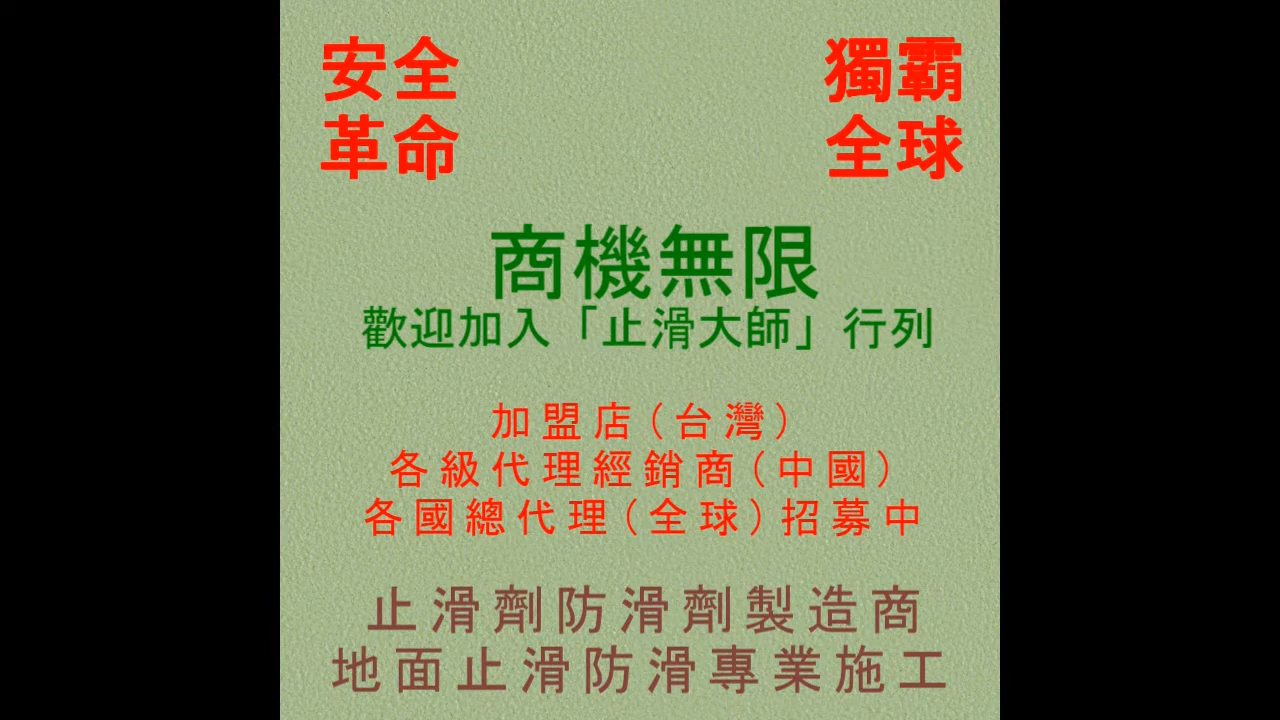 安全
革命
獨霸
全球
商機無限
歡迎加入「止滑大師」行列
加盟店(台灣)
各級代理經銷商(中國)
各國總代理(全球)招募中
止滑劑防滑劑製造商
地面止滑防滑專業施工